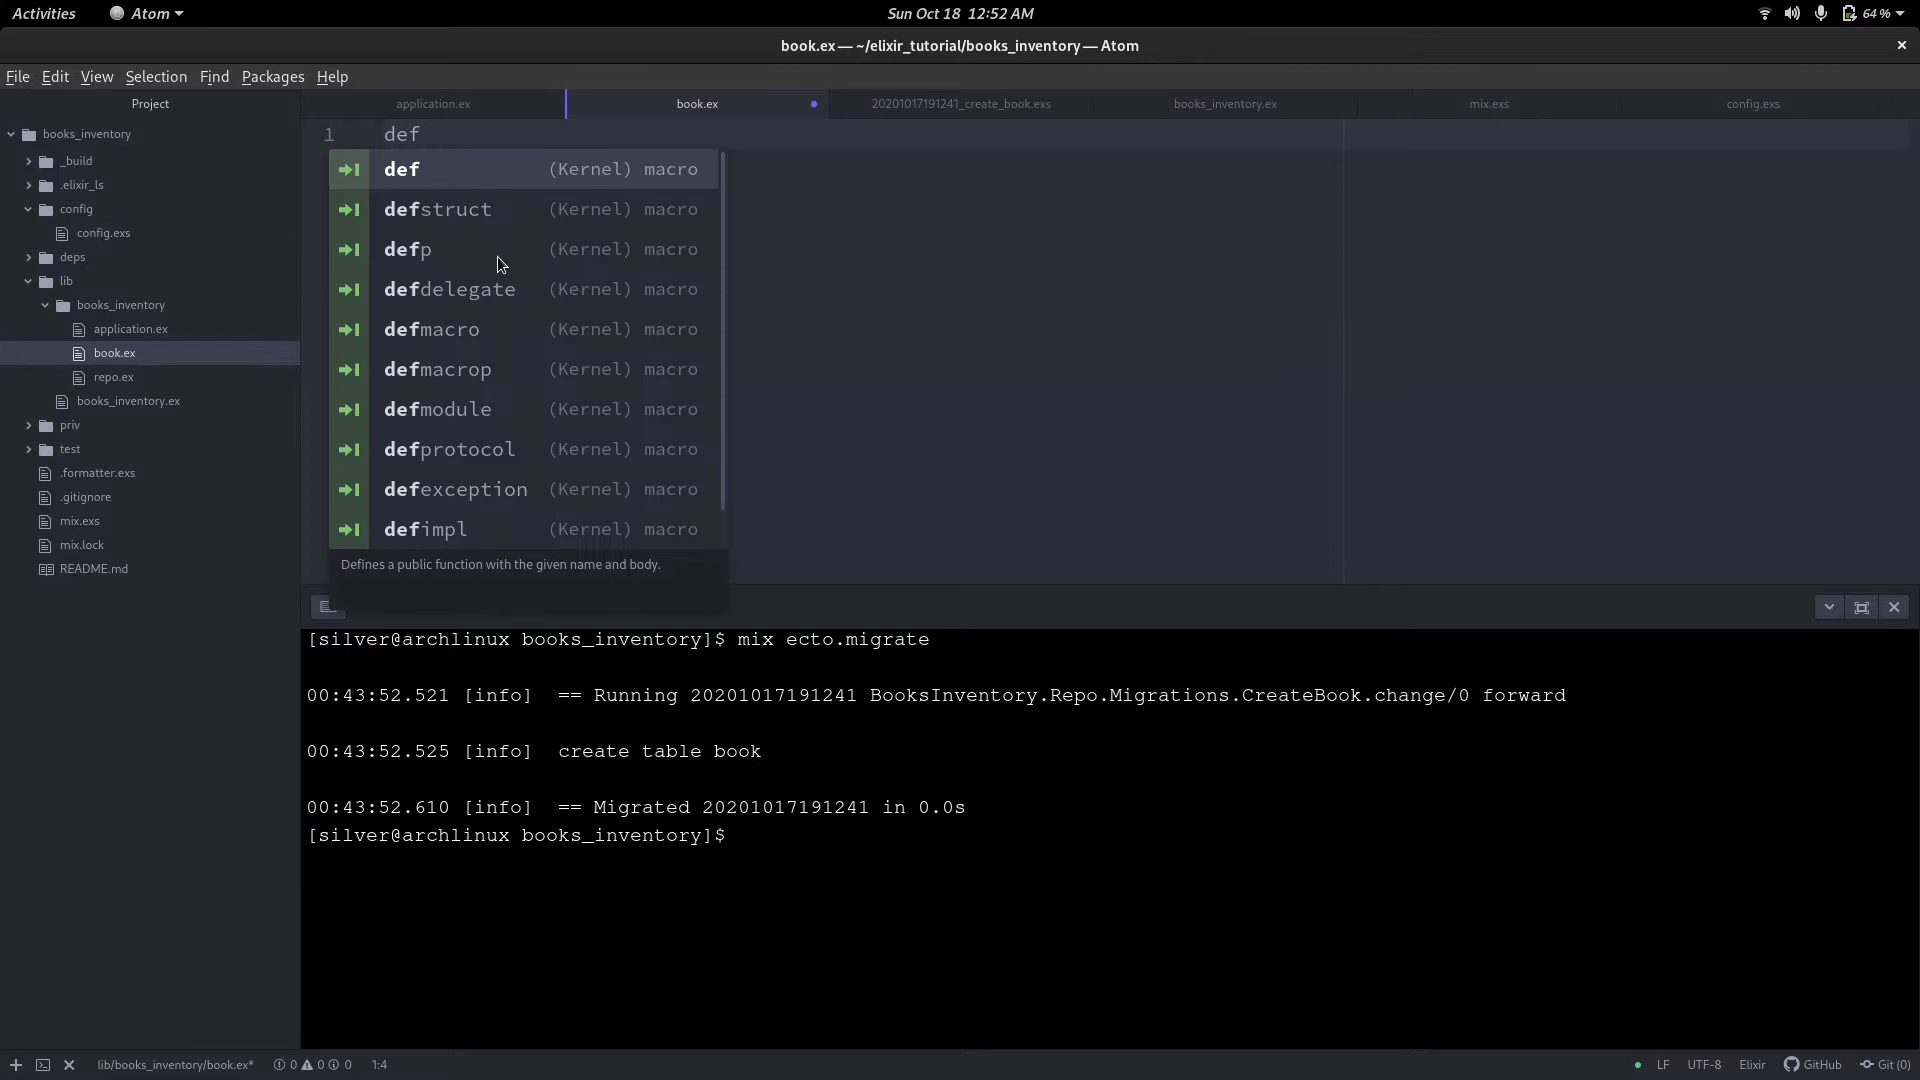 Activities Atom Sun Oct 18 12:52 AM 64 %
book.ex — ~/elixir_tutorial/books_inventory — Atom
File Edit View Selection Find Packages Help
Project
books_inventory
_build
.elixir_ls
config
config.exs
deps
lib
books_inventory
application.ex
book.ex
repo.ex
books_inventory.ex
priv
test
.formatter.exs
.gitignore
mix.exs
mix.lock
README.md
application.ex book.ex 20201017191241_create_book.exs books_inventory.ex mix.exs config.exs
1 def
def (Kernel) macro
defstruct (Kernel) macro
defp (Kernel) macro
defdelegate (Kernel) macro
defmacro (Kernel) macro
defmacrop (Kernel) macro
defmodule (Kernel) macro
defprotocol (Kernel) macro
defexception (Kernel) macro
defimpl (Kernel) macro
Defines a public function with the given name and body.
[silver@archlinux books_inventory]$ mix ecto.migrate
00:43:52.521 [info] == Running 20201017191241 BooksInventory.Repo.Migrations.CreateBook.change/0 forward
00:43:52.525 [info] create table book
00:43:52.610 [info] == Migrated 20201017191241 in 0.0s
[silver@archlinux books_inventory]$
lib/books_inventory/book.ex* 0 0 0 1:4 LF UTF-8 Elixir GitHub Git (0)